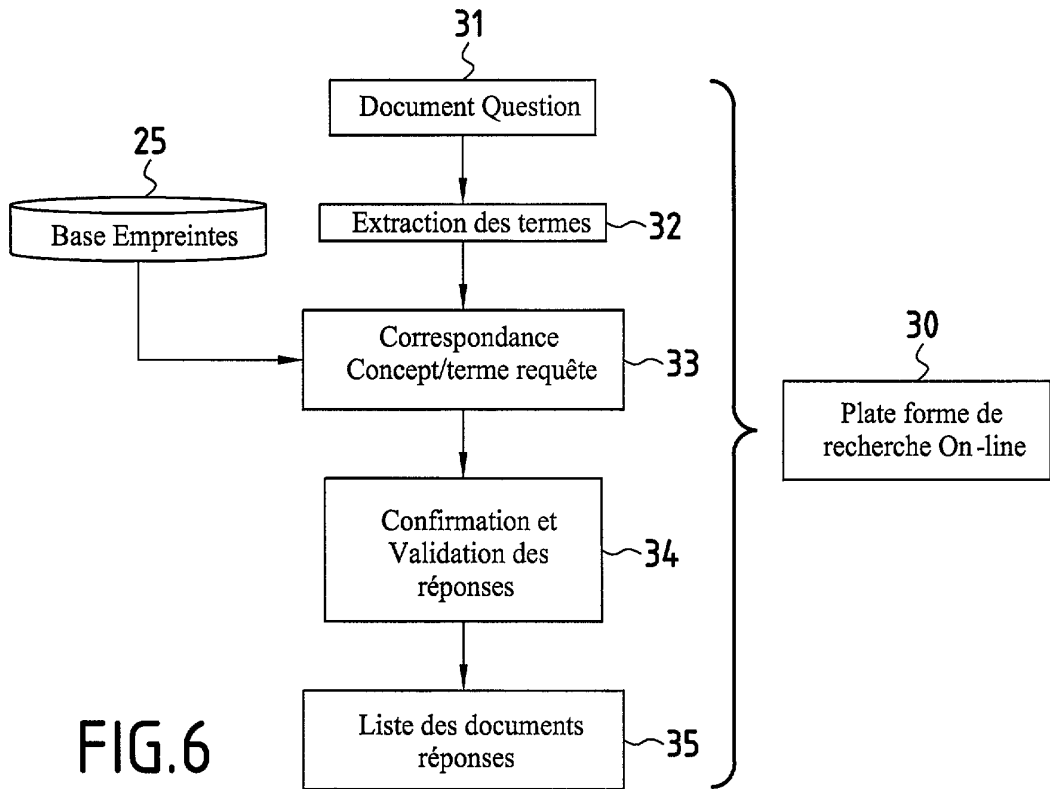 31
Document Question
25
Base Empreintes
Extraction des termes
32
Correspondance
Concept/terme requête
33
30
Plate forme de
recherche On-line
Confirmation et
Validation des
réponses
34
Liste des documents
réponses
35
FIG.6